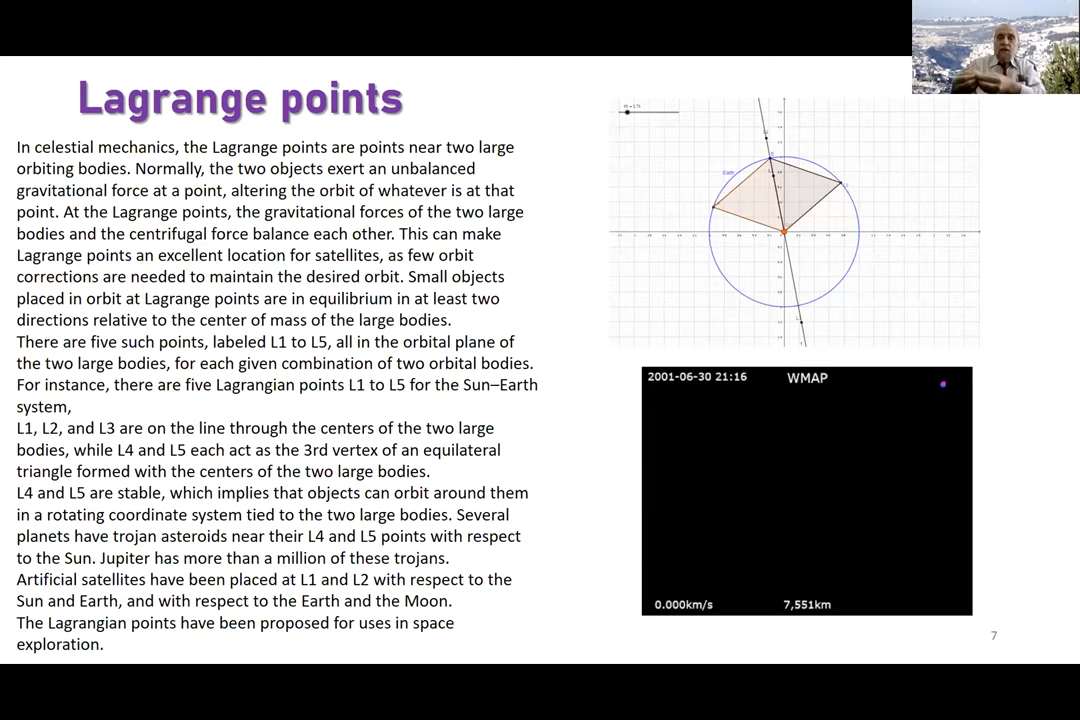 Lagrange points
In celestial mechanics, the Lagrange points are points near two large
orbiting bodies. Normally, the two objects exert an unbalanced
gravitational force at a point, altering the orbit of whatever is at that
point. At the Lagrange points, the gravitational forces of the two large
bodies and the centrifugal force balance each other. This can make
Lagrange points an excellent location for satellites, as few orbit
corrections are needed to maintain the desired orbit. Small objects
placed in orbit at Lagrange points are in equilibrium in at least two
directions relative to the center of mass of the large bodies.
There are five such points, labeled L1 to L5, all in the orbital plane of
the two large bodies, for each given combination of two orbital bodies.
For instance, there are five Lagrangian points L1 to L5 for the Sun–Earth
system,
L1, L2, and L3 are on the line through the centers of the two large
bodies, while L4 and L5 each act as the 3rd vertex of an equilateral
triangle formed with the centers of the two large bodies.
L4 and L5 are stable, which implies that objects can orbit around them
in a rotating coordinate system tied to the two large bodies. Several
planets have trojan asteroids near their L4 and L5 points with respect
to the Sun. Jupiter has more than a million of these trojans.
Artificial satellites have been placed at L1 and L2 with respect to the
Sun and Earth, and with respect to the Earth and the Moon.
The Lagrangian points have been proposed for uses in space
exploration.
Earth
2001-06-30 21:16 WMAP
0.000km/s 7,551km
7